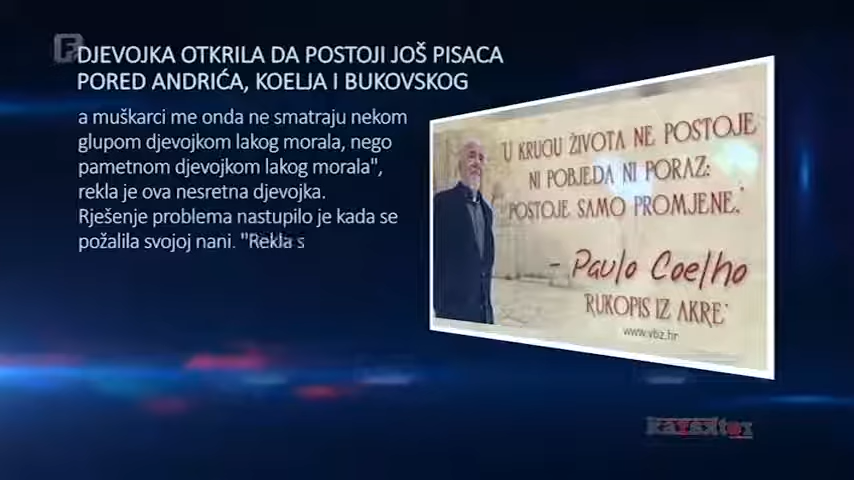 DJEVOJKA OTKRILA DA POSTOJI JOŠ PISACA
PORED ANDRIĆA, KOELJA I BUKOVSKOG
a muškarci me onda ne smatraju nekom
glupom djevojkom lakog morala, nego
pametnom djevojkom lakog morala",
rekla je ova nesretna djevojka.
Rješenje problema nastupilo je kada se
požalila svojoj nani. "Rekla s
U KRUGU ŽIVOTA NE POSTOJE
NI POBJEDA NI PORAZ:
POSTOJE SAMO PROMJENE.
- Paulo Coelho
RUKOPIS IZ AKRE
www.vbz.hr